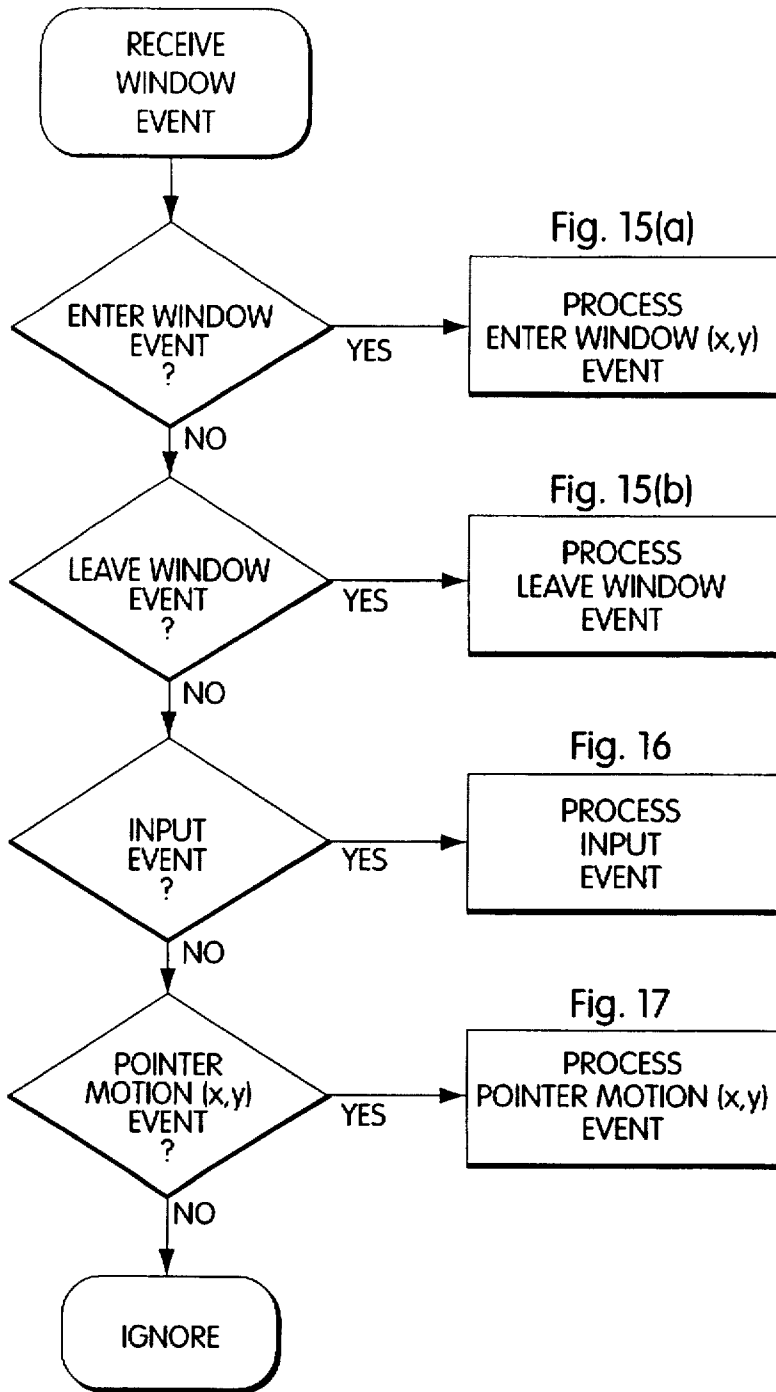 RECEIVE
WINDOW
EVENT
Fig. 15(a)
ENTER WINDOW
EVENT
?
YES
PROCESS
ENTER WINDOW (x,y)
EVENT
NO
Fig. 15(b)
LEAVE WINDOW
EVENT
?
YES
PROCESS
LEAVE WINDOW
EVENT
NO
Fig. 16
INPUT
EVENT
?
YES
PROCESS
INPUT
EVENT
NO
Fig. 17
POINTER
MOTION (x,y)
EVENT
?
YES
PROCESS
POINTER MOTION (x,y)
EVENT
NO
IGNORE